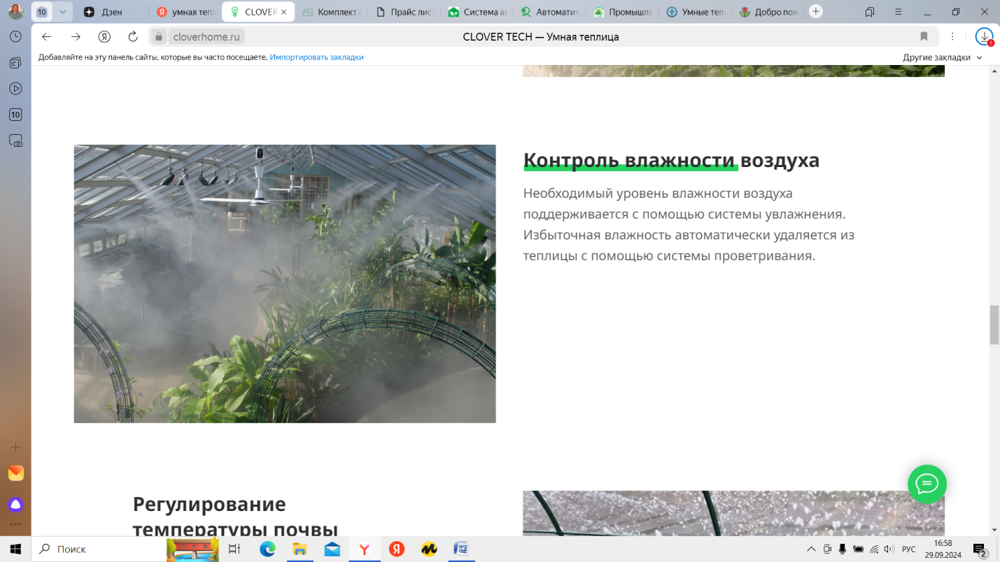 10
Дзен
умная тепл
CLOVER
Комплект а
Прайс лист
Система ав
Автоматич
Промышле
Умные теп
Добро пож
cloverhome.ru
CLOVER TECH — Умная теплица
Добавляйте на эту панель сайты, которые вы часто посещаете. Импортировать закладки
Другие закладки
10
Контроль влажности воздуха
Необходимый уровень влажности воздуха
поддерживается с помощью системы увлажнения.
Избыточная влажность автоматически удаляется из
теплицы с помощью системы проветривания.
Регулирование
температуры почвы
Поиск
РУС
16:58
29.09.2024
2